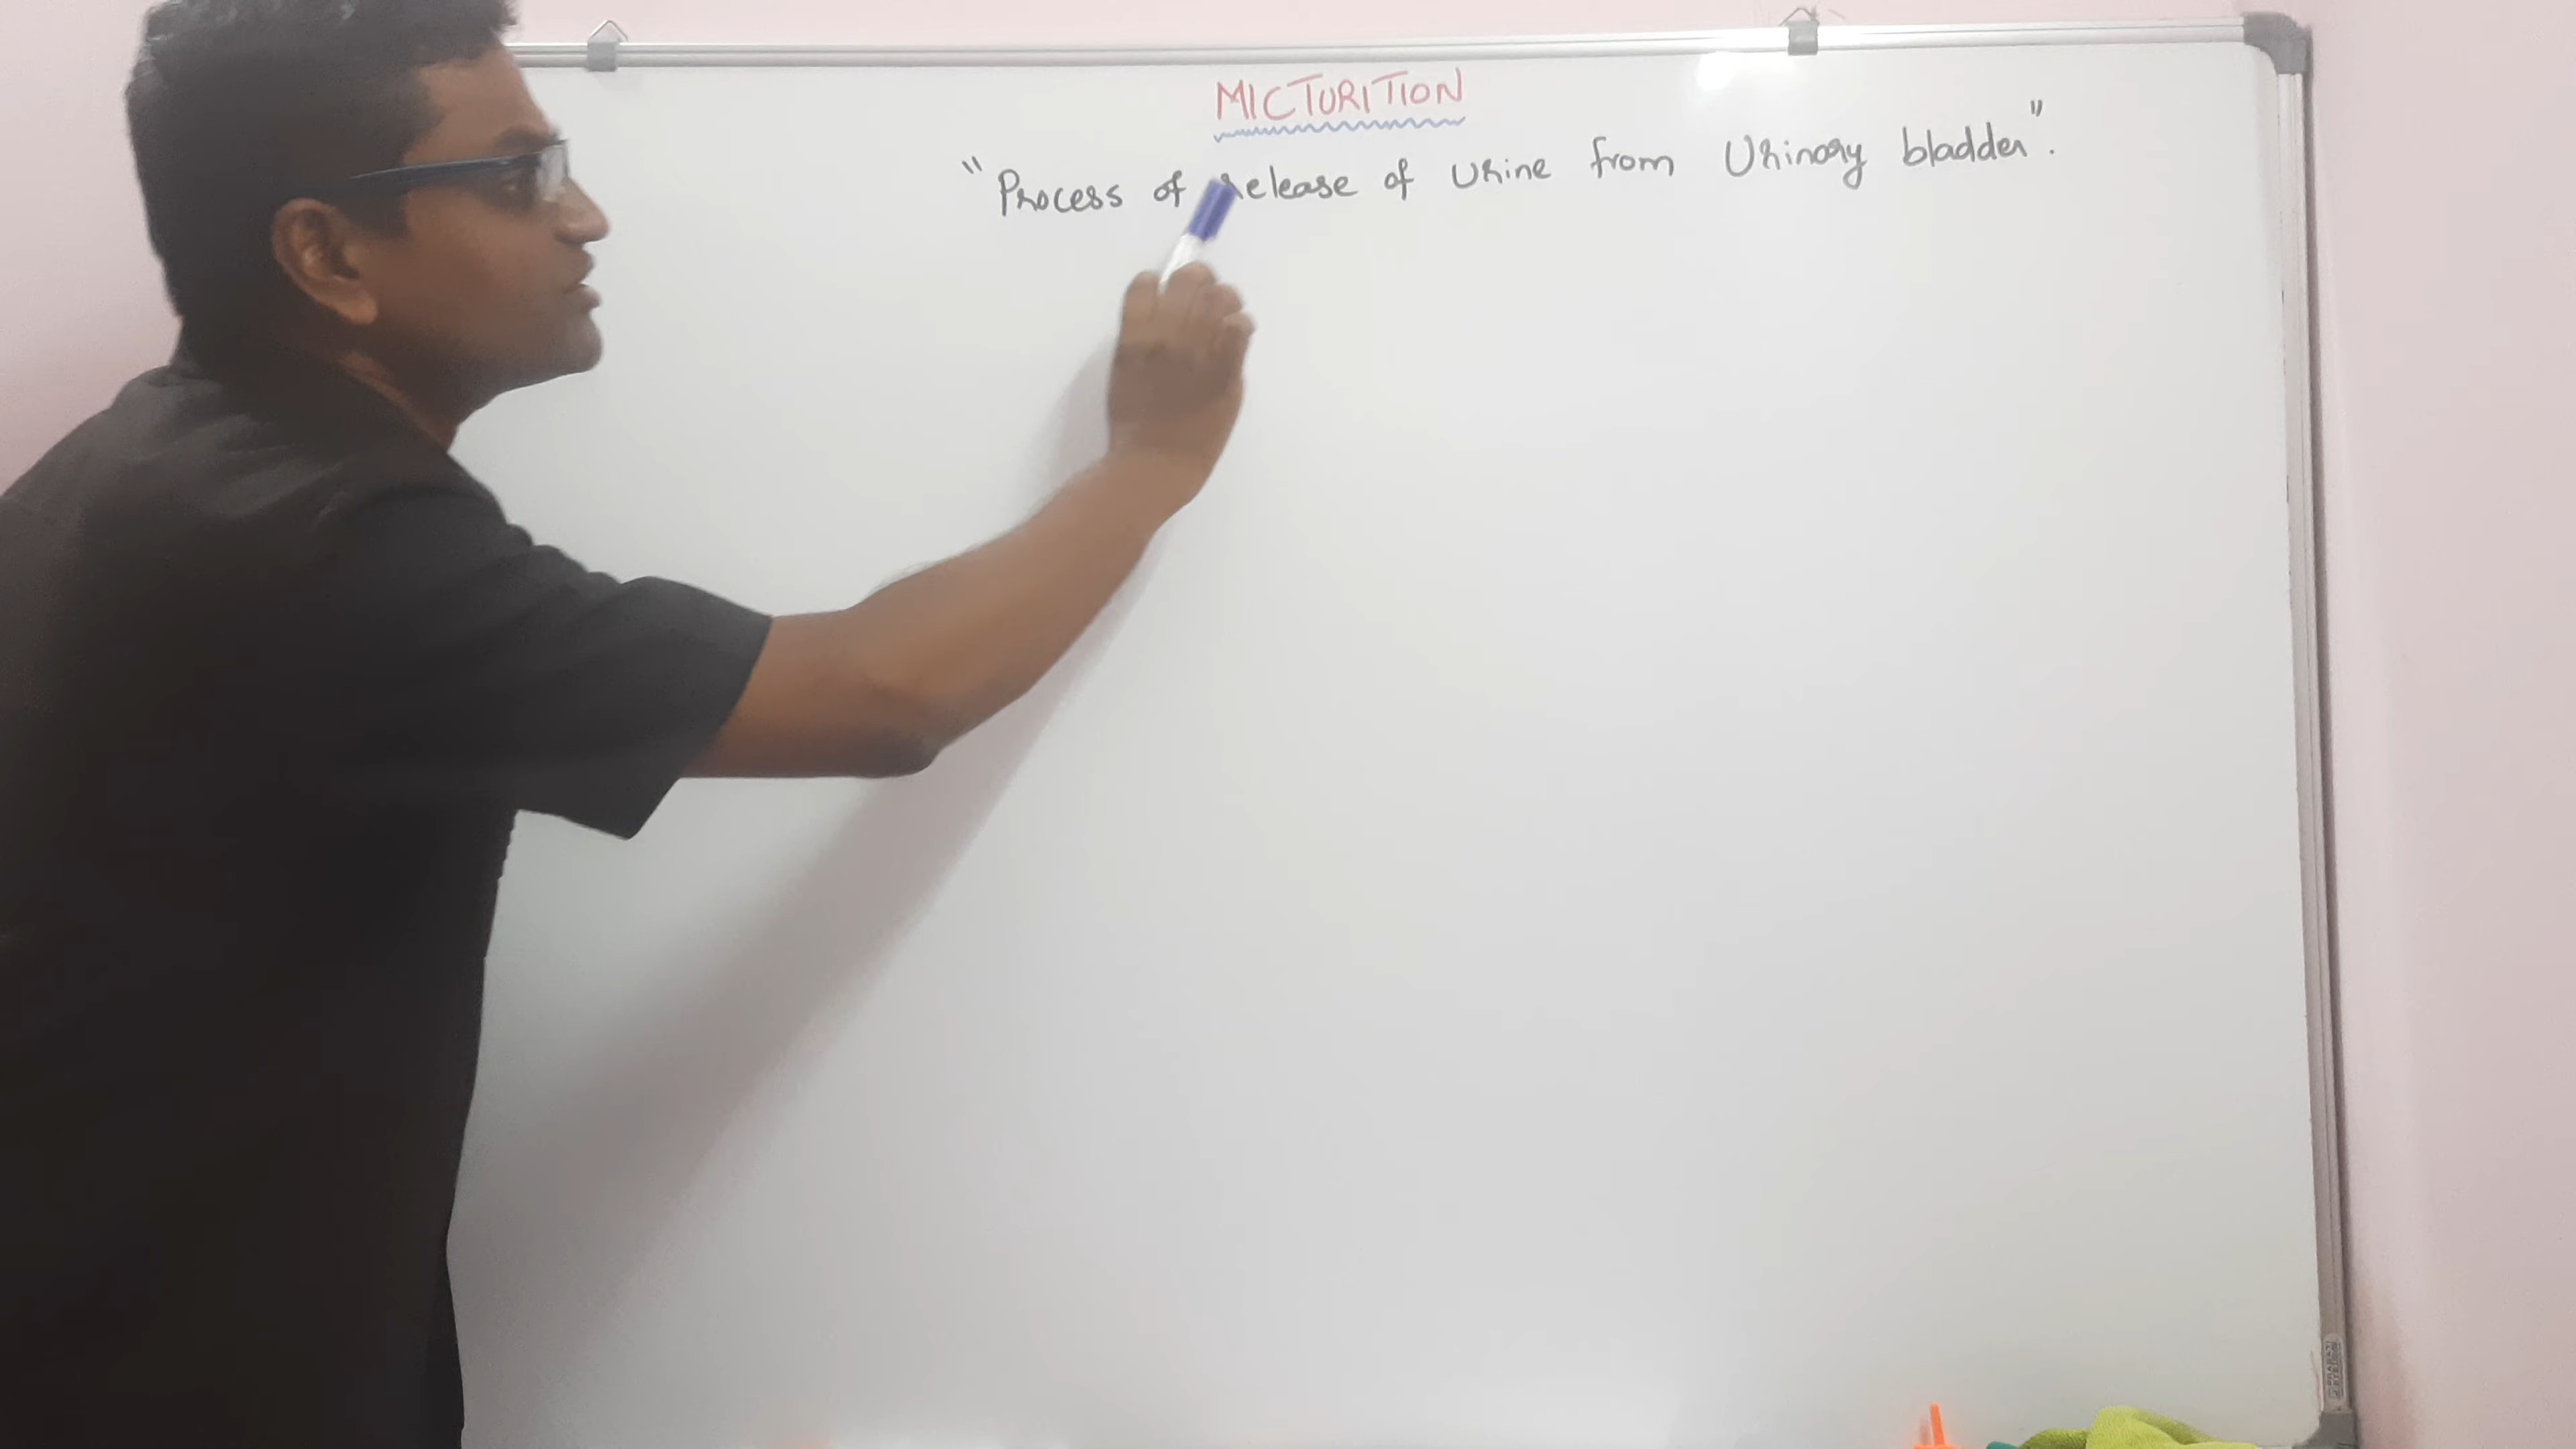 MICTURITION
"Process of release of Urine from Urinary bladder".